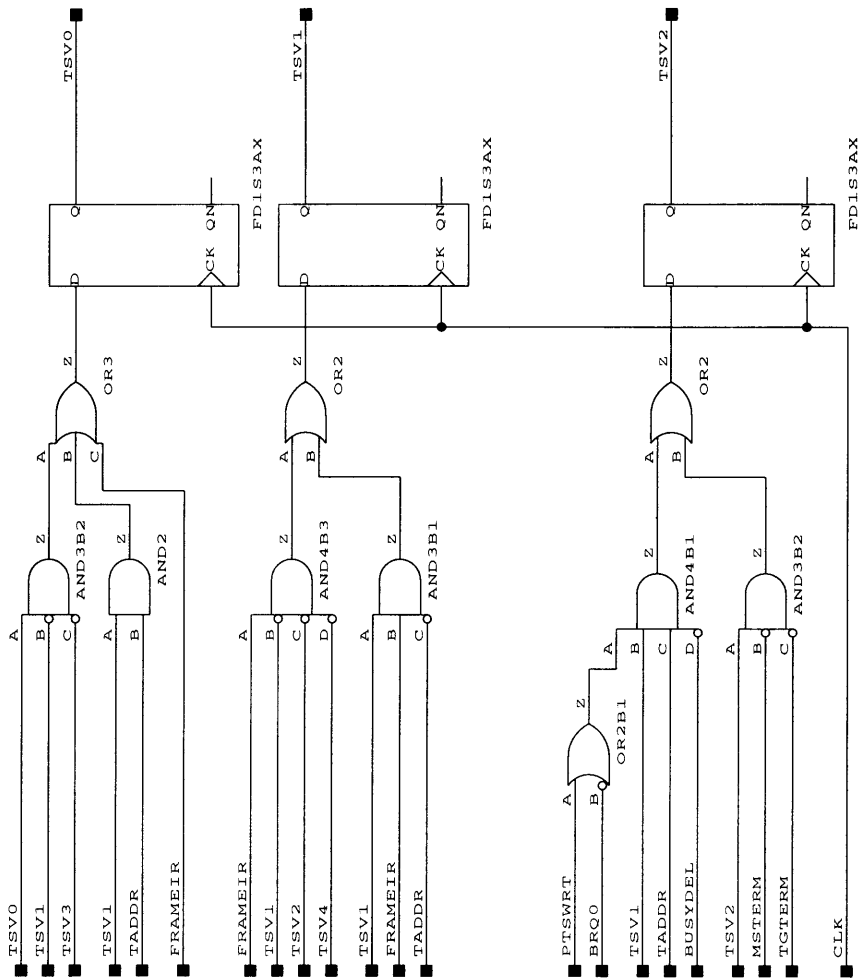 TSV0 A
TSV1 B Z A
TSV3 C AND3B2 B Z D Q TSV0
C OR3
TSV1 A Z
TADDR B AND2
FRAMEIR
CK QN
FD1S3AX
FRAMEIR A
TSV1 B Z A
TSV2 C AND4B3 B Z D Q TSV1
TSV4 D OR2
TSV1 A
FRAMEIR B Z
TADDR C AND3B1
CK QN
FD1S3AX
PTSWRT A Z
BRQ0 B OR2B1 A
TSV1 B Z A
TADDR C AND4B1 B Z D Q TSV2
BUSYDEL D OR2
TSV2 A
MSTERM B Z
TGTERM C AND3B2
CK QN
CLK FD1S3AX